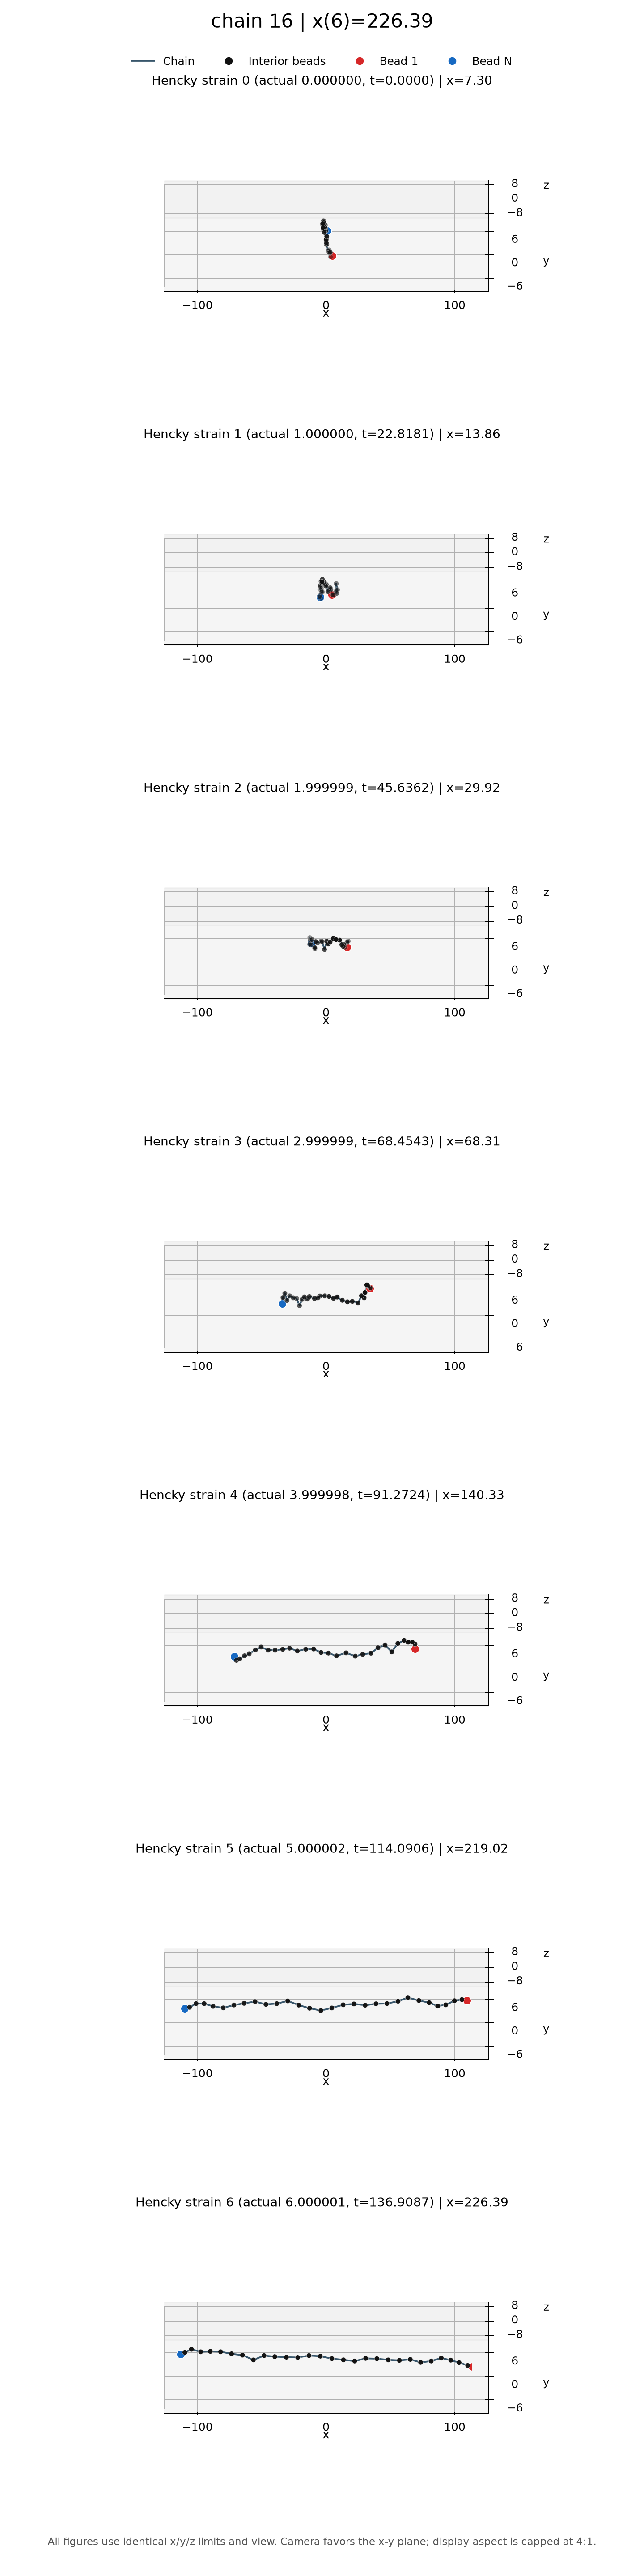 chain 16 | x(6)=226.39
Chain Interior beads Bead 1 Bead N
Hencky strain 0 (actual 0.000000, t=0.0000) | x=7.30
8 z
0
−8
6
0 y
−6
−100 0 100
x
Hencky strain 1 (actual 1.000000, t=22.8181) | x=13.86
8 z
0
−8
6
0 y
−6
−100 0 100
x
Hencky strain 2 (actual 1.999999, t=45.6362) | x=29.92
8 z
0
−8
6
0 y
−6
−100 0 100
x
Hencky strain 3 (actual 2.999999, t=68.4543) | x=68.31
8 z
0
−8
6
0 y
−6
−100 0 100
x
Hencky strain 4 (actual 3.999998, t=91.2724) | x=140.33
8 z
0
−8
6
0 y
−6
−100 0 100
x
Hencky strain 5 (actual 5.000002, t=114.0906) | x=219.02
8 z
0
−8
6
0 y
−6
−100 0 100
x
Hencky strain 6 (actual 6.000001, t=136.9087) | x=226.39
8 z
0
−8
6
0 y
−6
−100 0 100
x
All figures use identical x/y/z limits and view. Camera favors the x-y plane; display aspect is capped at 4:1.